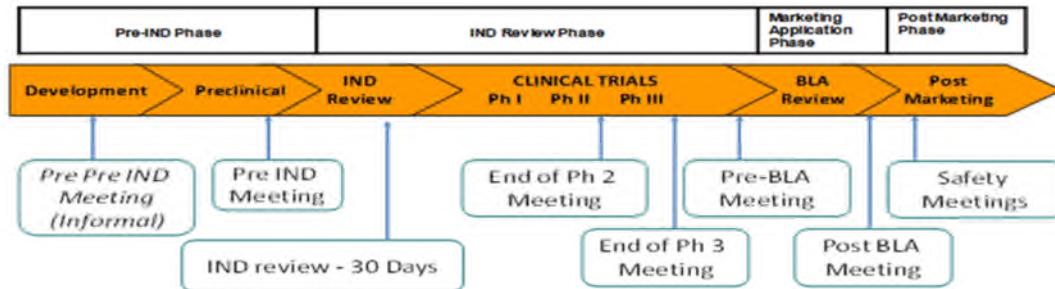 Pre-IND Phase
IND Review Phase
Marketing
Application
Phase
Post Marketing
Phase
Development
Preclinical
IND
Review
CLINICAL TRIALS
Ph I Ph II Ph III
BLA
Review
Post
Marketing
Pre Pre IND
Meeting
(Informal)
Pre IND
Meeting
End of Ph 2
Meeting
Pre-BLA
Meeting
Safety
Meetings
IND review - 30 Days
End of Ph 3
Meeting
Post BLA
Meeting